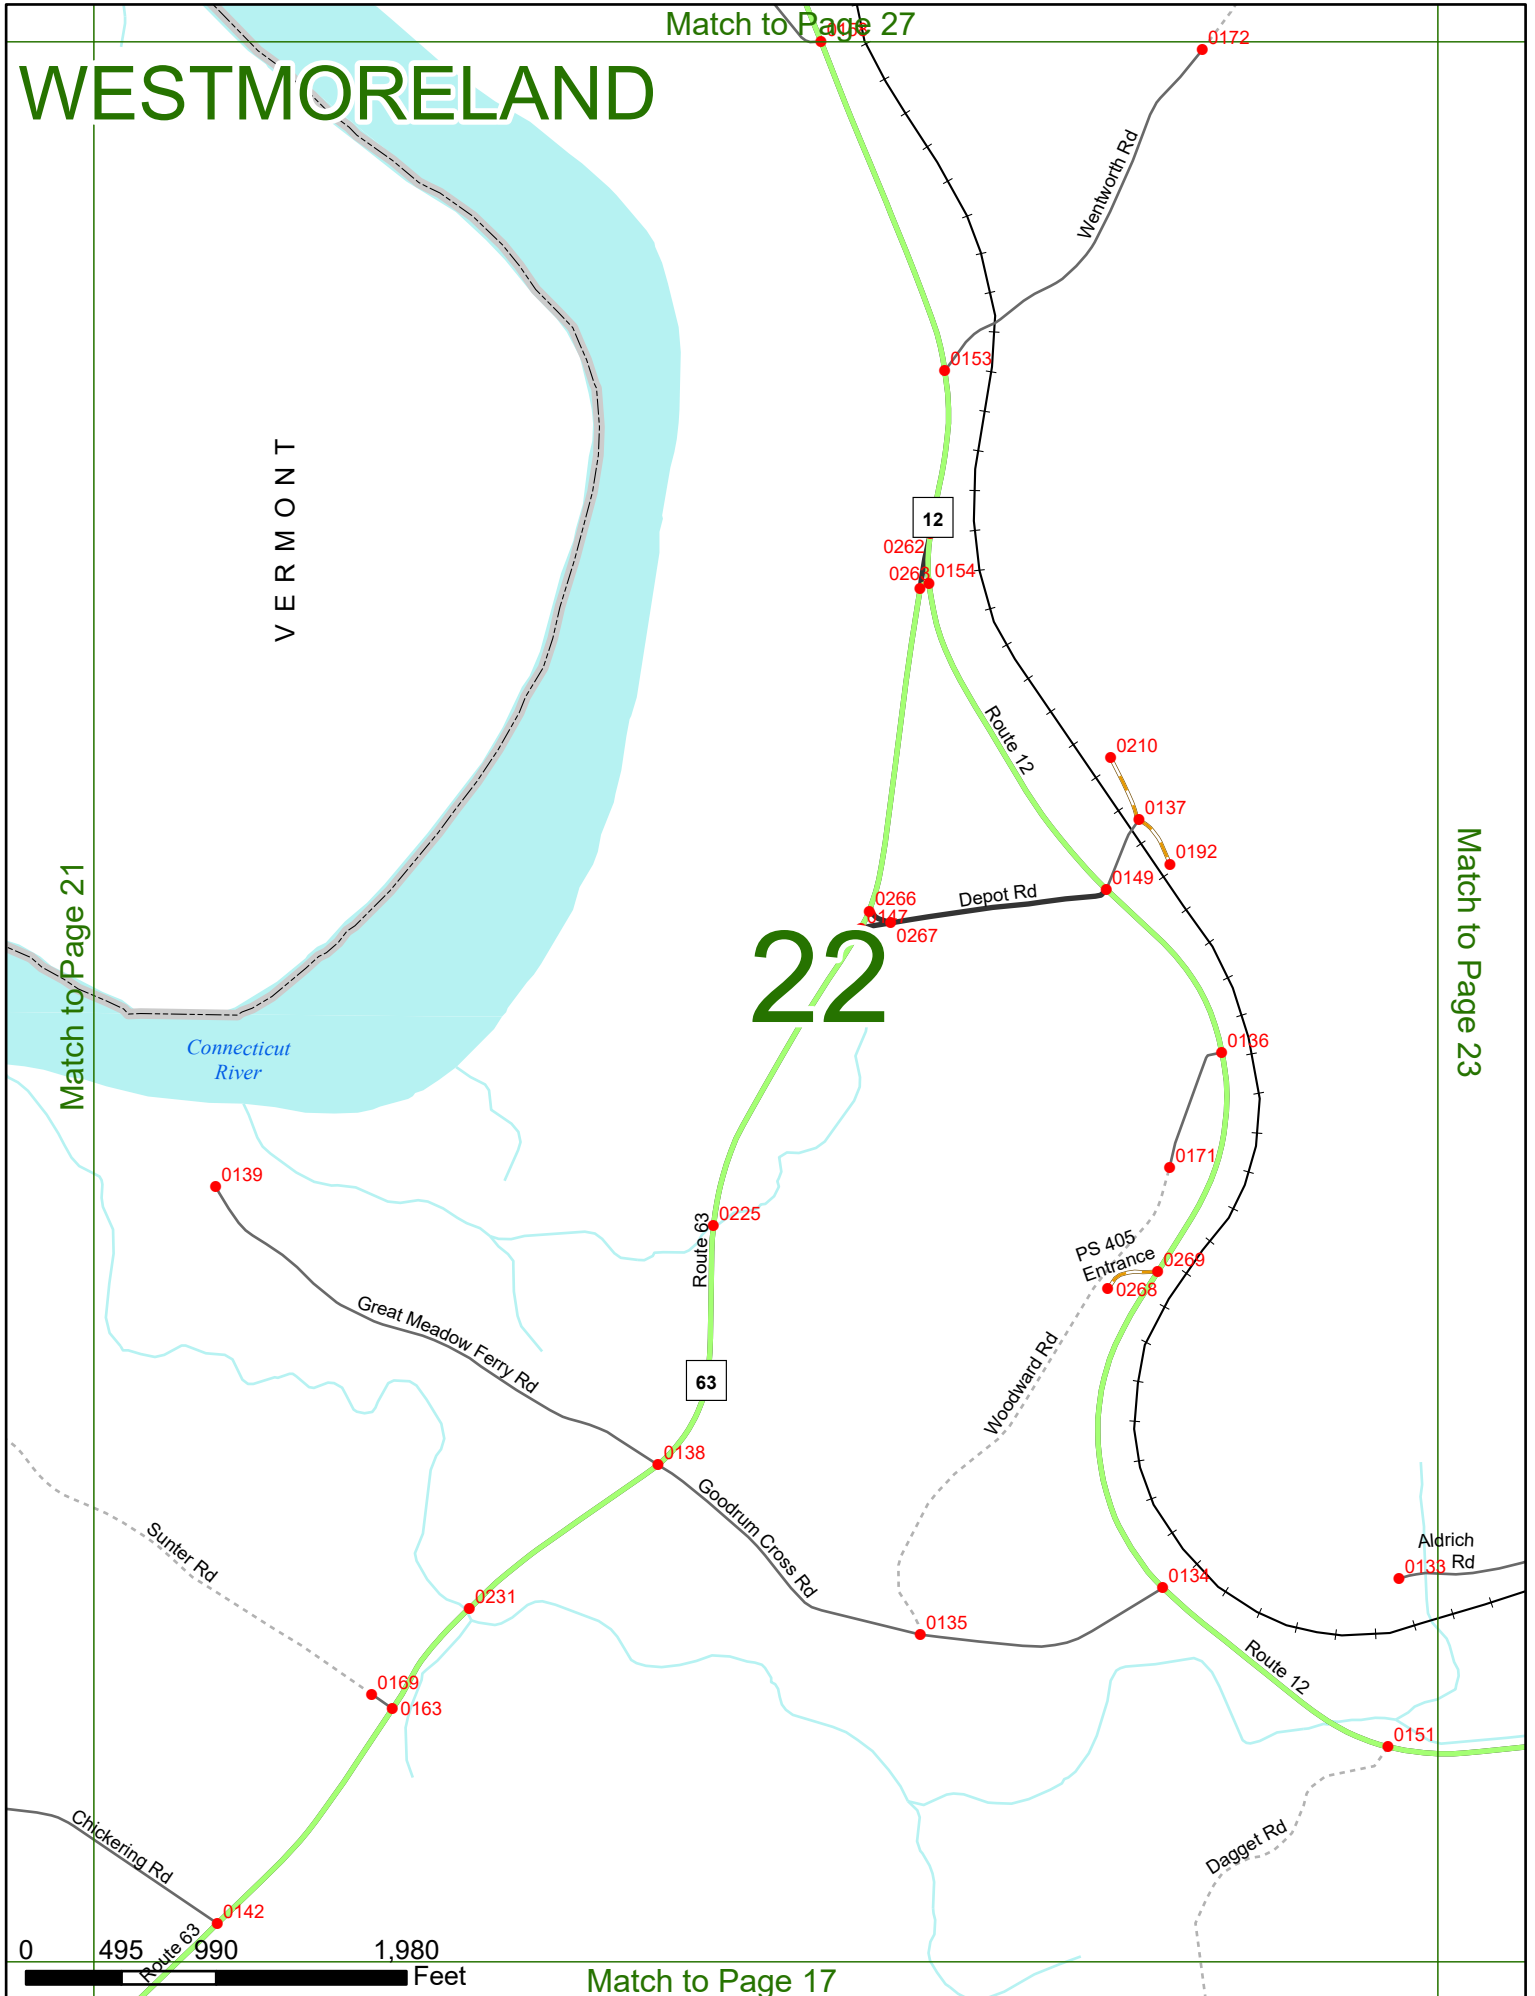 Match to Page 27
0158
0172
WESTMORELAND
Wentworth Rd
0153
VERMONT
12
0262
0263
0154
Route 12
0210
0137
0192
0149
Depot Rd
0266
0147
0267
22
Match to Page 21
Match to Page 23
Connecticut
River
0136
0171
0139
0225
Route 63
PS 405
Entrance
0269
0268
Great Meadow Ferry Rd
Woodward Rd
63
0138
Goodrum Cross Rd
Sunter Rd
Aldrich
Rd
0133
0134
0231
0135
Route 12
0169
0163
0151
Chickering Rd
Dagget Rd
0142
Route 63
0 495 990 1,980
Feet
Match to Page 17